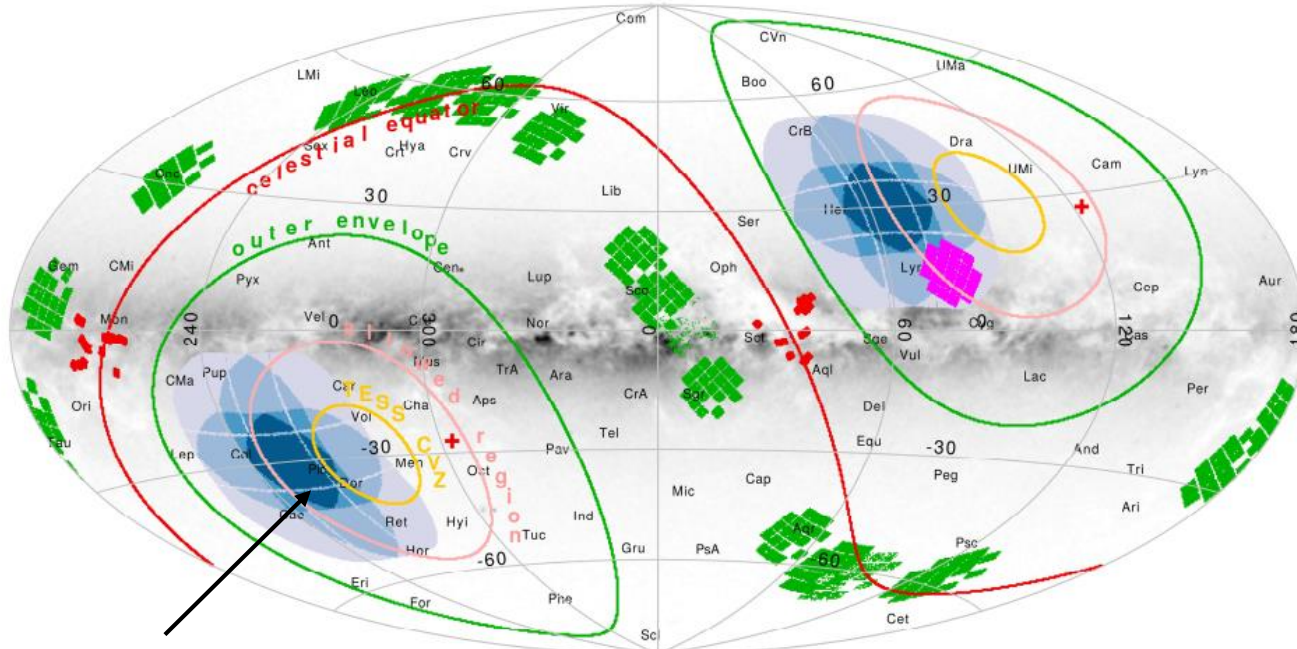 Com
CVn
UMa
LMi
Boo
60
60
Leo
Vir
CrB
Hya
Sex
Crt
Crv
celestial equator
Dra
UMi
Cam
Lyn
Cnc
Lib
30
30
Her
Ser
outer envelope
Ant
Cen
Gem
CMi
Pyx
Lup
Oph
Lyr
Cep
Aur
Sco
Mon
240
Vel
0
300
Nor
0
Sct
Sge
60
Cyg
0
120
Cas
180
Cir
Mus
Vul
TrA
Ara
Aql
Lac
Per
CMa
Pup
Car
Cha
Aps
CrA
Sgr
Ori
Vol
Del
Tau
TESS CVZ
Tel
Equ
-30
And
Lep
Col
-30
Men
Oct
Pav
Pic
Dor
Peg
Tri
Mic
Cap
Ari
Cae
Ret
Hyi
Ind
Aqr
Tuc
Hor
Gru
PsA
Psc
-60
-60
Eri
For
Phe
Scl
Cet